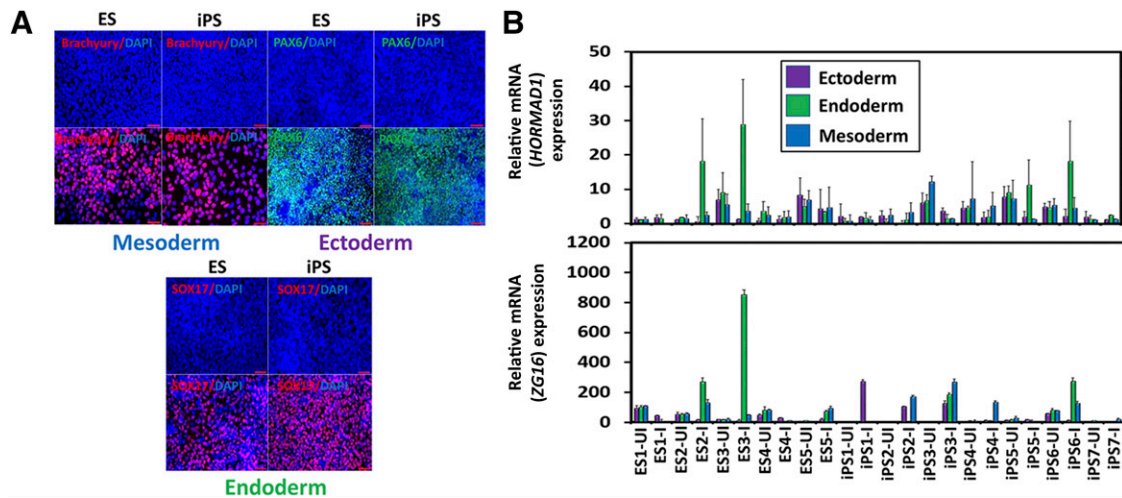 A
ES iPS ES iPS
Brachyury/DAPI Brachyury/DAPI PAX6/DAPI PAX6/DAPI
Brachyury/DAPI Brachyury/DAPI PAX6/DAPI PAX6/DAPI
Mesoderm Ectoderm
ES iPS
SOX17/DAPI SOX17/DAPI
SOX17/DAPI SOX17/DAPI
Endoderm
B
Relative mRNA
(HORMAD1)
expression
50
40
30
20
10
0
Ectoderm
Endoderm
Mesoderm
Relative mRNA
(ZG16) expression
1200
1000
800
600
400
200
0
ES1-UI
ES1-I
ES2-UI
ES2-I
ES3-UI
ES3-I
ES4-UI
ES4-I
ES5-UI
ES5-I
iPS1-UI
iPS1-I
iPS2-UI
iPS2-I
iPS3-UI
iPS3-I
iPS4-UI
iPS4-I
iPS5-UI
iPS5-I
iPS6-UI
iPS6-I
iPS7-UI
iPS7-I